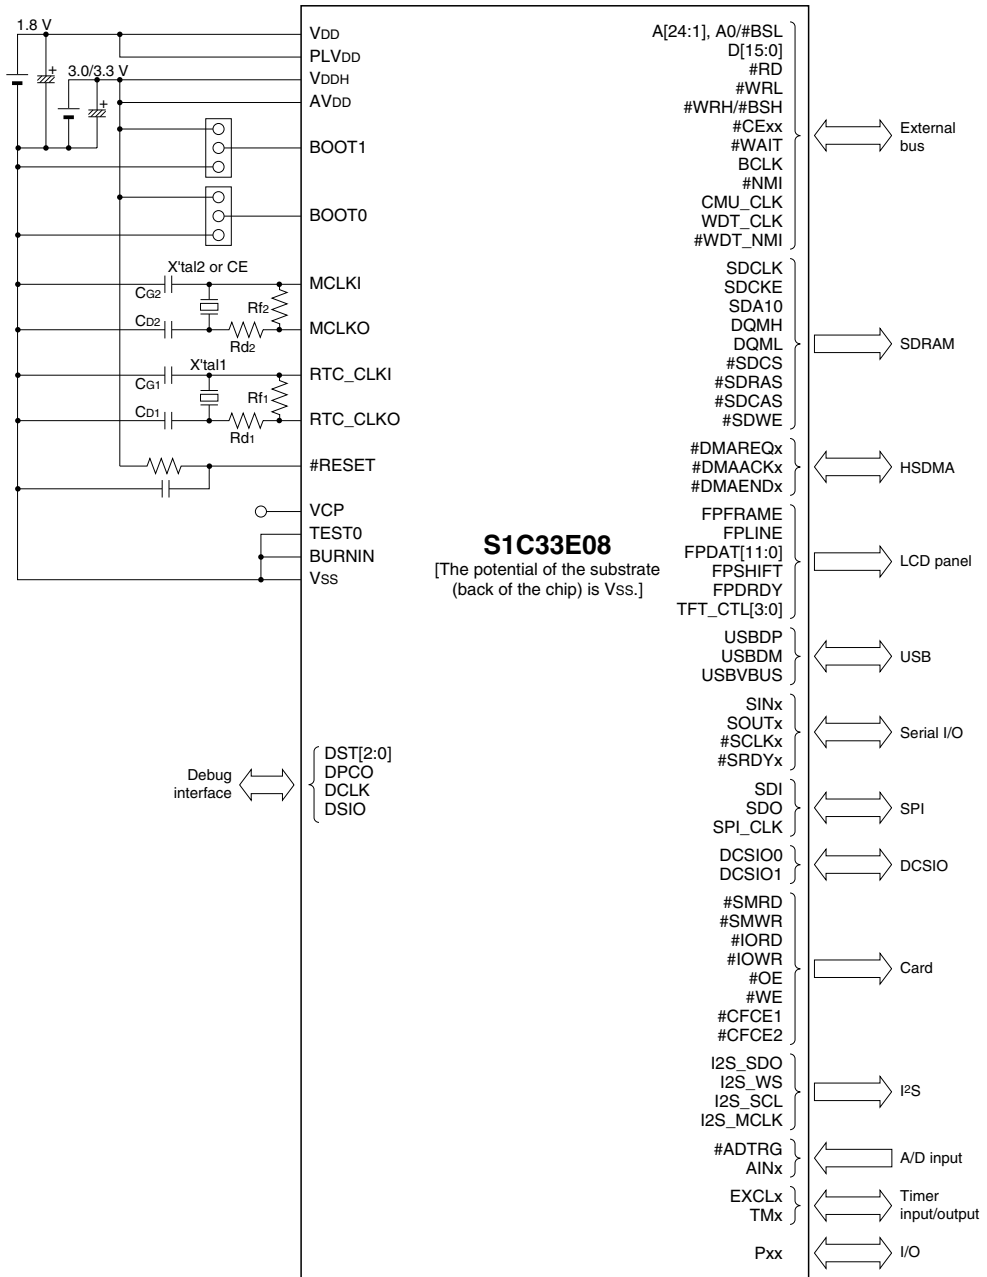 1.8 V
3.0/3.3 V
VDD
PLVDD
VDDH
AVDD
BOOT1
BOOT0
X'tal2 or CE
CG2
Rf2
CD2
Rd2
MCLKI
MCLKO
X'tal1
CG1
Rf1
CD1
Rd1
RTC_CLKI
RTC_CLKO
#RESET
VCP
TEST0
BURNIN
VSS
Debug
interface
DST[2:0]
DPCO
DCLK
DSIO
S1C33E08
[The potential of the substrate
(back of the chip) is VSS.]
A[24:1], A0/#BSL
D[15:0]
#RD
#WRL
#WRH/#BSH
#CExx
#WAIT
BCLK
#NMI
CMU_CLK
WDT_CLK
#WDT_NMI
External
bus
SDCLK
SDCKE
SDA10
DQMH
DQML
#SDCS
#SDRAS
#SDCAS
#SDWE
SDRAM
#DMAREQx
#DMAACKx
#DMAENDx
HSDMA
FPFRAME
FPLINE
FPDAT[11:0]
FPSHIFT
FPDRDY
TFT_CTL[3:0]
LCD panel
USBDP
USBDM
USBVBUS
USB
SINx
SOUTx
#SCLKx
#SRDYx
Serial I/O
SDI
SDO
SPI_CLK
SPI
DCSIO0
DCSIO1
DCSIO
#SMRD
#SMWR
#IORD
#IOWR
#OE
#WE
#CFCE1
#CFCE2
Card
I2S_SDO
I2S_WS
I2S_SCL
I2S_MCLK
I²S
#ADTRG
AINx
A/D input
EXCLx
TMx
Timer
input/output
Pxx
I/O